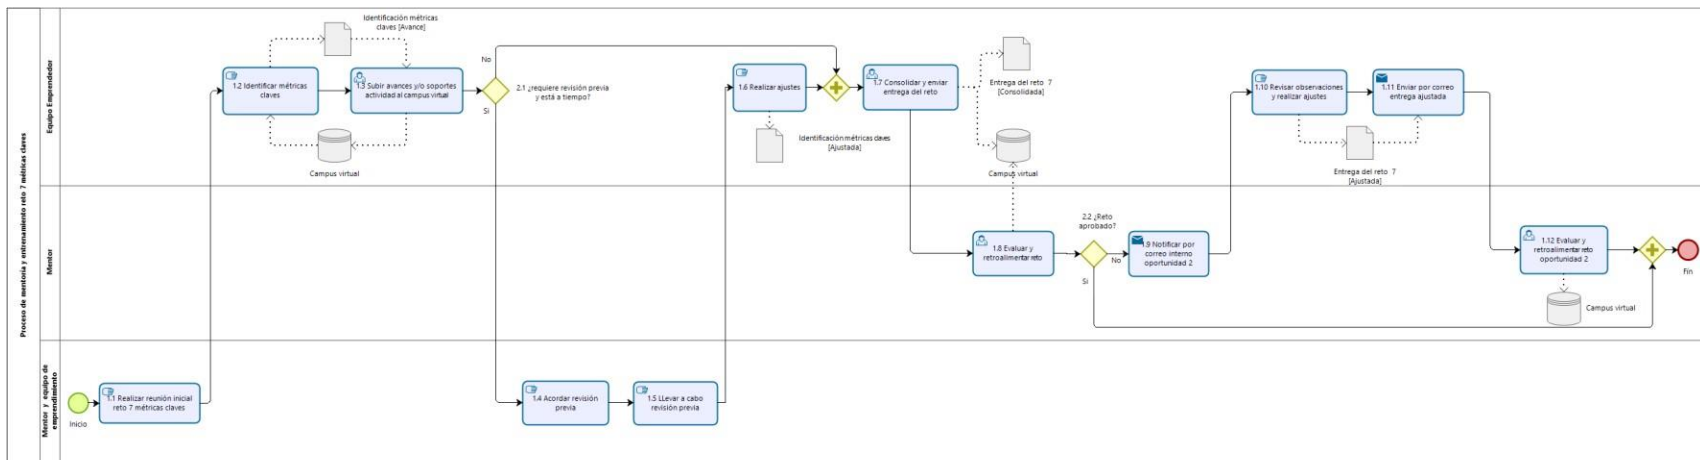 Proceso de mentoría y entrenamiento reto 7 métricas claves
Equipo Emprendedor
Identificación métricas
claves [Avance]
1.2 Identificar métricas
claves
1.3 Subir avances y/o soportes
actividad al campus virtual
Campus virtual
No
Si
2.1 ¿requiere revisión previa
y está a tiempo?
1.6 Realizar ajustes
Identificación métricas claves
[Ajustada]
1.7 Consolidar y enviar
entrega del reto
Entrega del reto 7
[Consolidada]
Campus virtual
1.10 Revisar observaciones
y realizar ajustes
1.11 Enviar por correo
entrega ajustada
Entrega del reto 7
[Ajustada]
Mentor
1.8 Evaluar y
retroalimentar reto
2.2 ¿Reto
aprobado?
No
Si
1.9 Notificar por
correo interno
oportunidad 2
1.12 Evaluar y
retroalimentar reto
oportunidad 2
Campus virtual
Fin
Mentor y equipo de
emprendimiento
Inicio
1.1 Realizar reunión inicial
reto 7 métricas claves
1.4 Acordar revisión
previa
1.5 LLevar a cabo
revisión previa